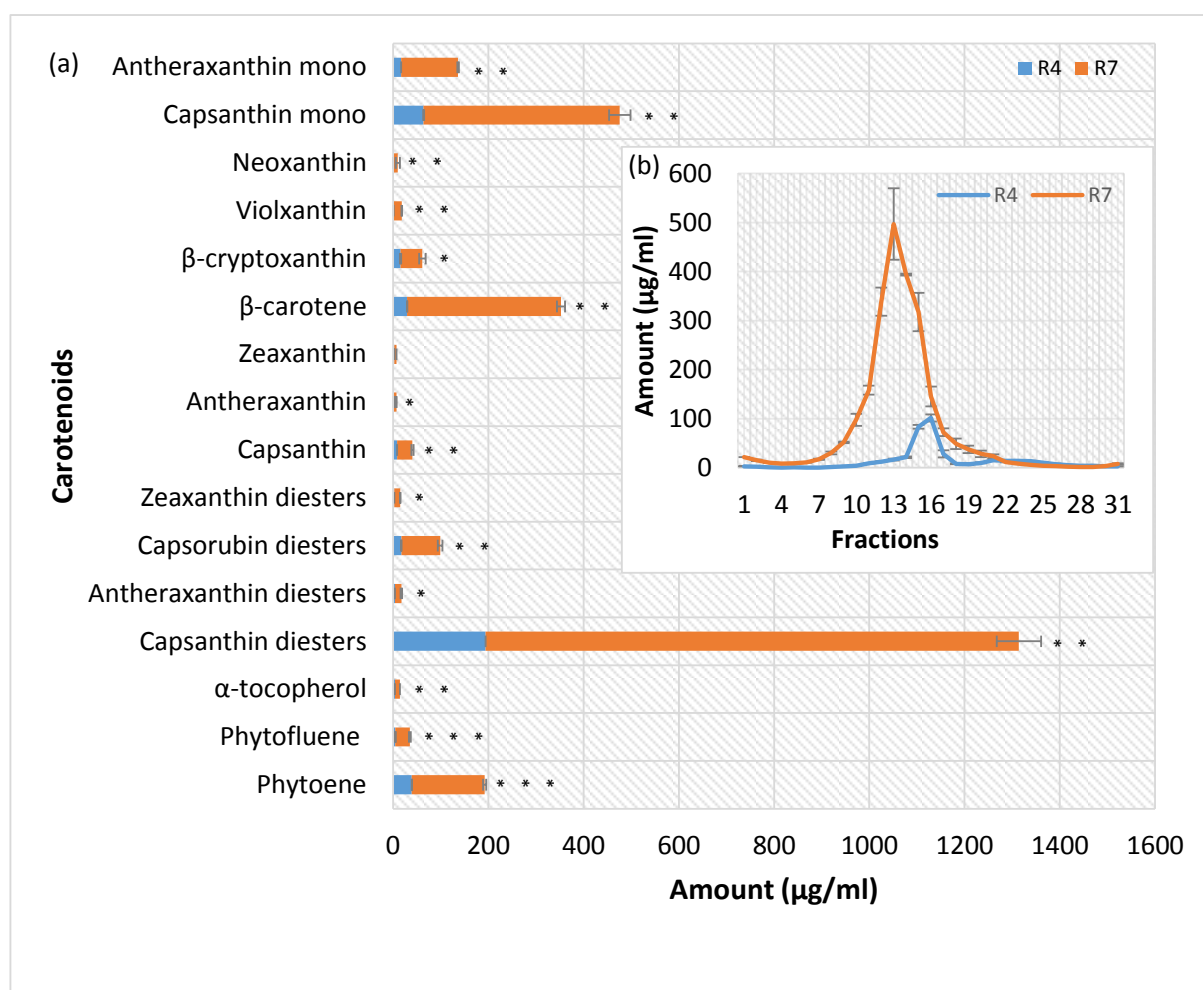 (a)
R4 R7
Antheraxanthin mono * *
Capsanthin mono * *
Neoxanthin * *
Violxanthin * *
β-cryptoxanthin *
β-carotene * *
Zeaxanthin
Antheraxanthin *
Capsanthin * *
Zeaxanthin diesters *
Capsorubin diesters * *
Antheraxanthin diesters *
Capsanthin diesters * *
α-tocopherol * *
Phytofluene * * *
Phytoene * * *
Carotenoids
0 200 400 600 800 1000 1200 1400 1600
Amount (µg/ml)
(b)
R4 R7
600
500
400
300
200
100
0
Amount (µg/ml)
1 4 7 10 13 16 19 22 25 28 31
Fractions